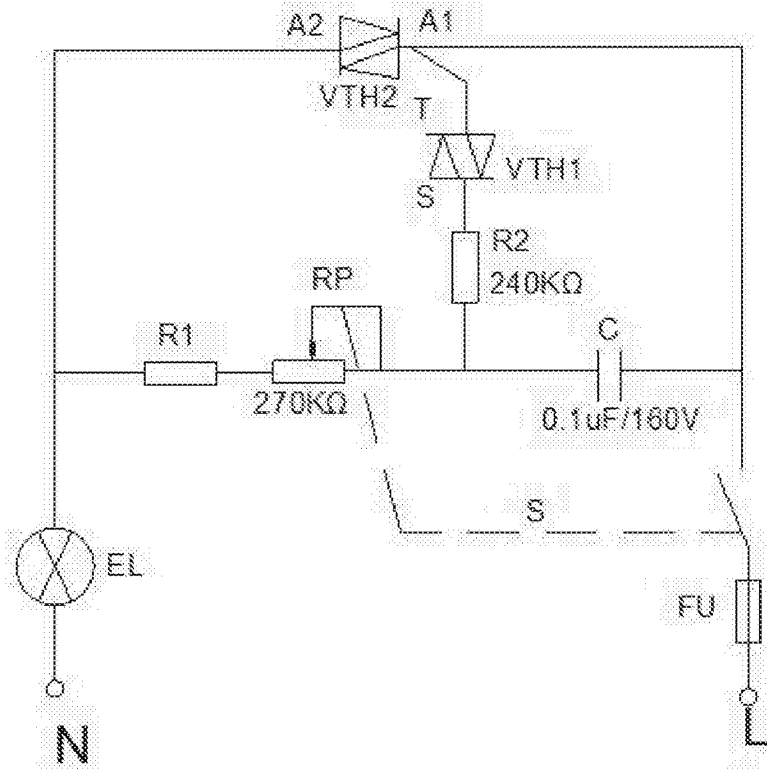 A2 A1
VTH2
T
VTH1
S
R2
240KΩ
RP
R1
C
270KΩ
0.1uF/160V
S
EL
FU
N
L